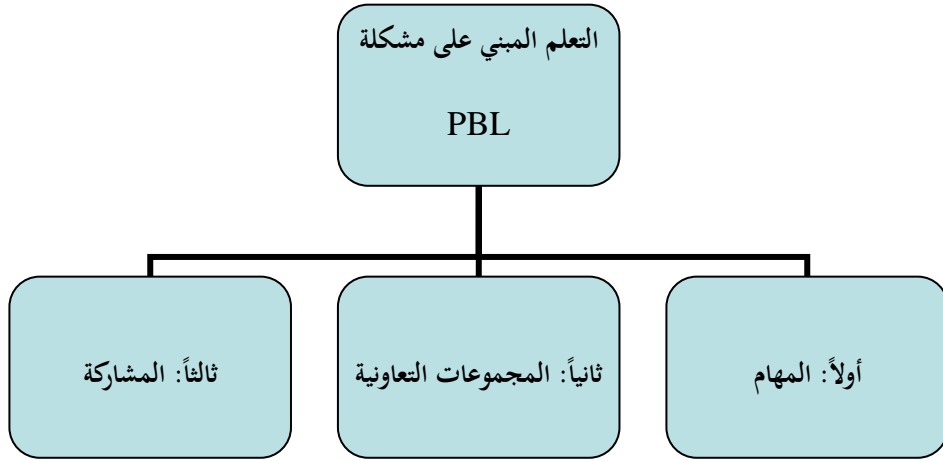 التعلم المبني على مشكلة
PBL
أولاً: المهام
ثانياً: المجموعات التعاونية
ثالثاً: المشاركة